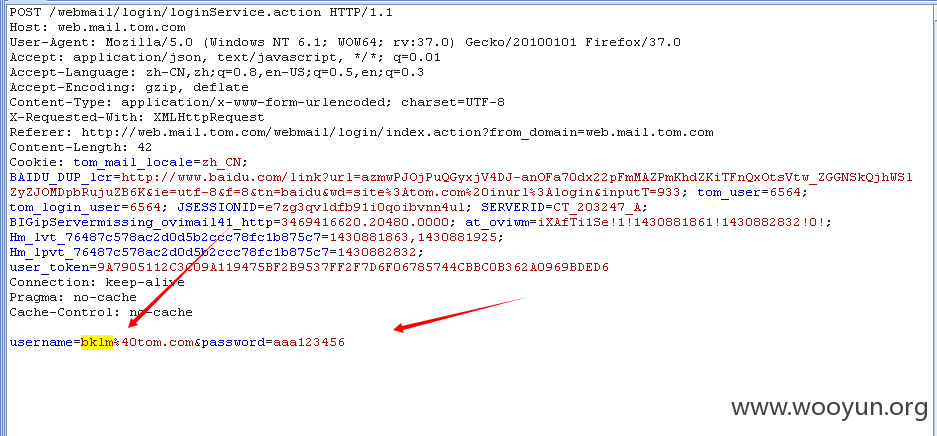 POST /webmail/login/loginService.action HTTP/1.1
Host: web.mail.tom.com
User-Agent: Mozilla/5.0 (Windows NT 6.1; WOW64; rv:37.0) Gecko/20100101 Firefox/37.0
Accept: application/json, text/javascript, */*; q=0.01
Accept-Language: zh-CN,zh;q=0.8,en-US;q=0.5,en;q=0.3
Accept-Encoding: gzip, deflate
Content-Type: application/x-www-form-urlencoded; charset=UTF-8
X-Requested-With: XMLHttpRequest
Referer: http://web.mail.tom.com/webmail/login/index.action?from_domain=web.mail.tom.com
Content-Length: 42
Cookie: tom_mail_locale=zh_CN;
BAIDU_DUP_lcr=http://www.baidu.com/link?url=azmwPJOjPuQGyxjV4DJ-anOFa70dx22pFmMAZPmKhdZKiTFnQxOtsVtw_ZGGNSkQjhWSl
ZyZJOMDpbRujuZB6K&ie=utf-8&f=8&tn=baidu&wd=site%3Atom.com%20inurl%3Alogin&inputT=933; tom_user=6564;
tom_login_user=6564; JSESSIONID=e7zg3qvldfb91i0qoibvnn4ul; SERVERID=CT_203247_A;
BIGipServermissing_ovimail41_http=3469416620.20480.0000; at_oviwm=iXAfTi1Se!1!1430881861!1430882832!0!;
Hm_lvt_76487c578ac2d0d5b2ccc78fc1b875c7=1430881863,1430881925;
Hm_lpvt_76487c578ac2d0d5b2ccc78fc1b875c7=1430882832;
user_token=9A7905112C3C09A119475BF2B9537FF2F7D6F06785744CBBC0B362A0969BDED6
Connection: keep-alive
Pragma: no-cache
Cache-Control: no-cache
username=bklm%40tom.com&password=aaa123456
www.wooyun.org